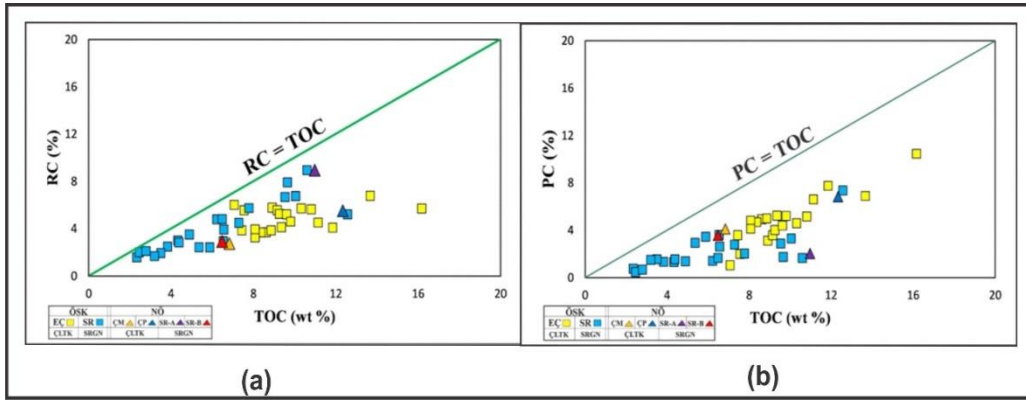 20
16
12
8
4
0
RC (%)
RC = TOC
0 4 8 12 16 20
TOC (wt %)
ÖSK NÖ
EÇ SR ÇM ÇP SR-A SR-B
ÇLTK SRGN ÇLTK SRGN
(a)
20
16
12
8
4
0
PC (%)
PC = TOC
0 4 8 12 16 20
TOC (wt %)
ÖSK NÖ
EÇ SR ÇM ÇP SR-A SR-B
ÇLTK SRGN ÇLTK SRGN
(b)